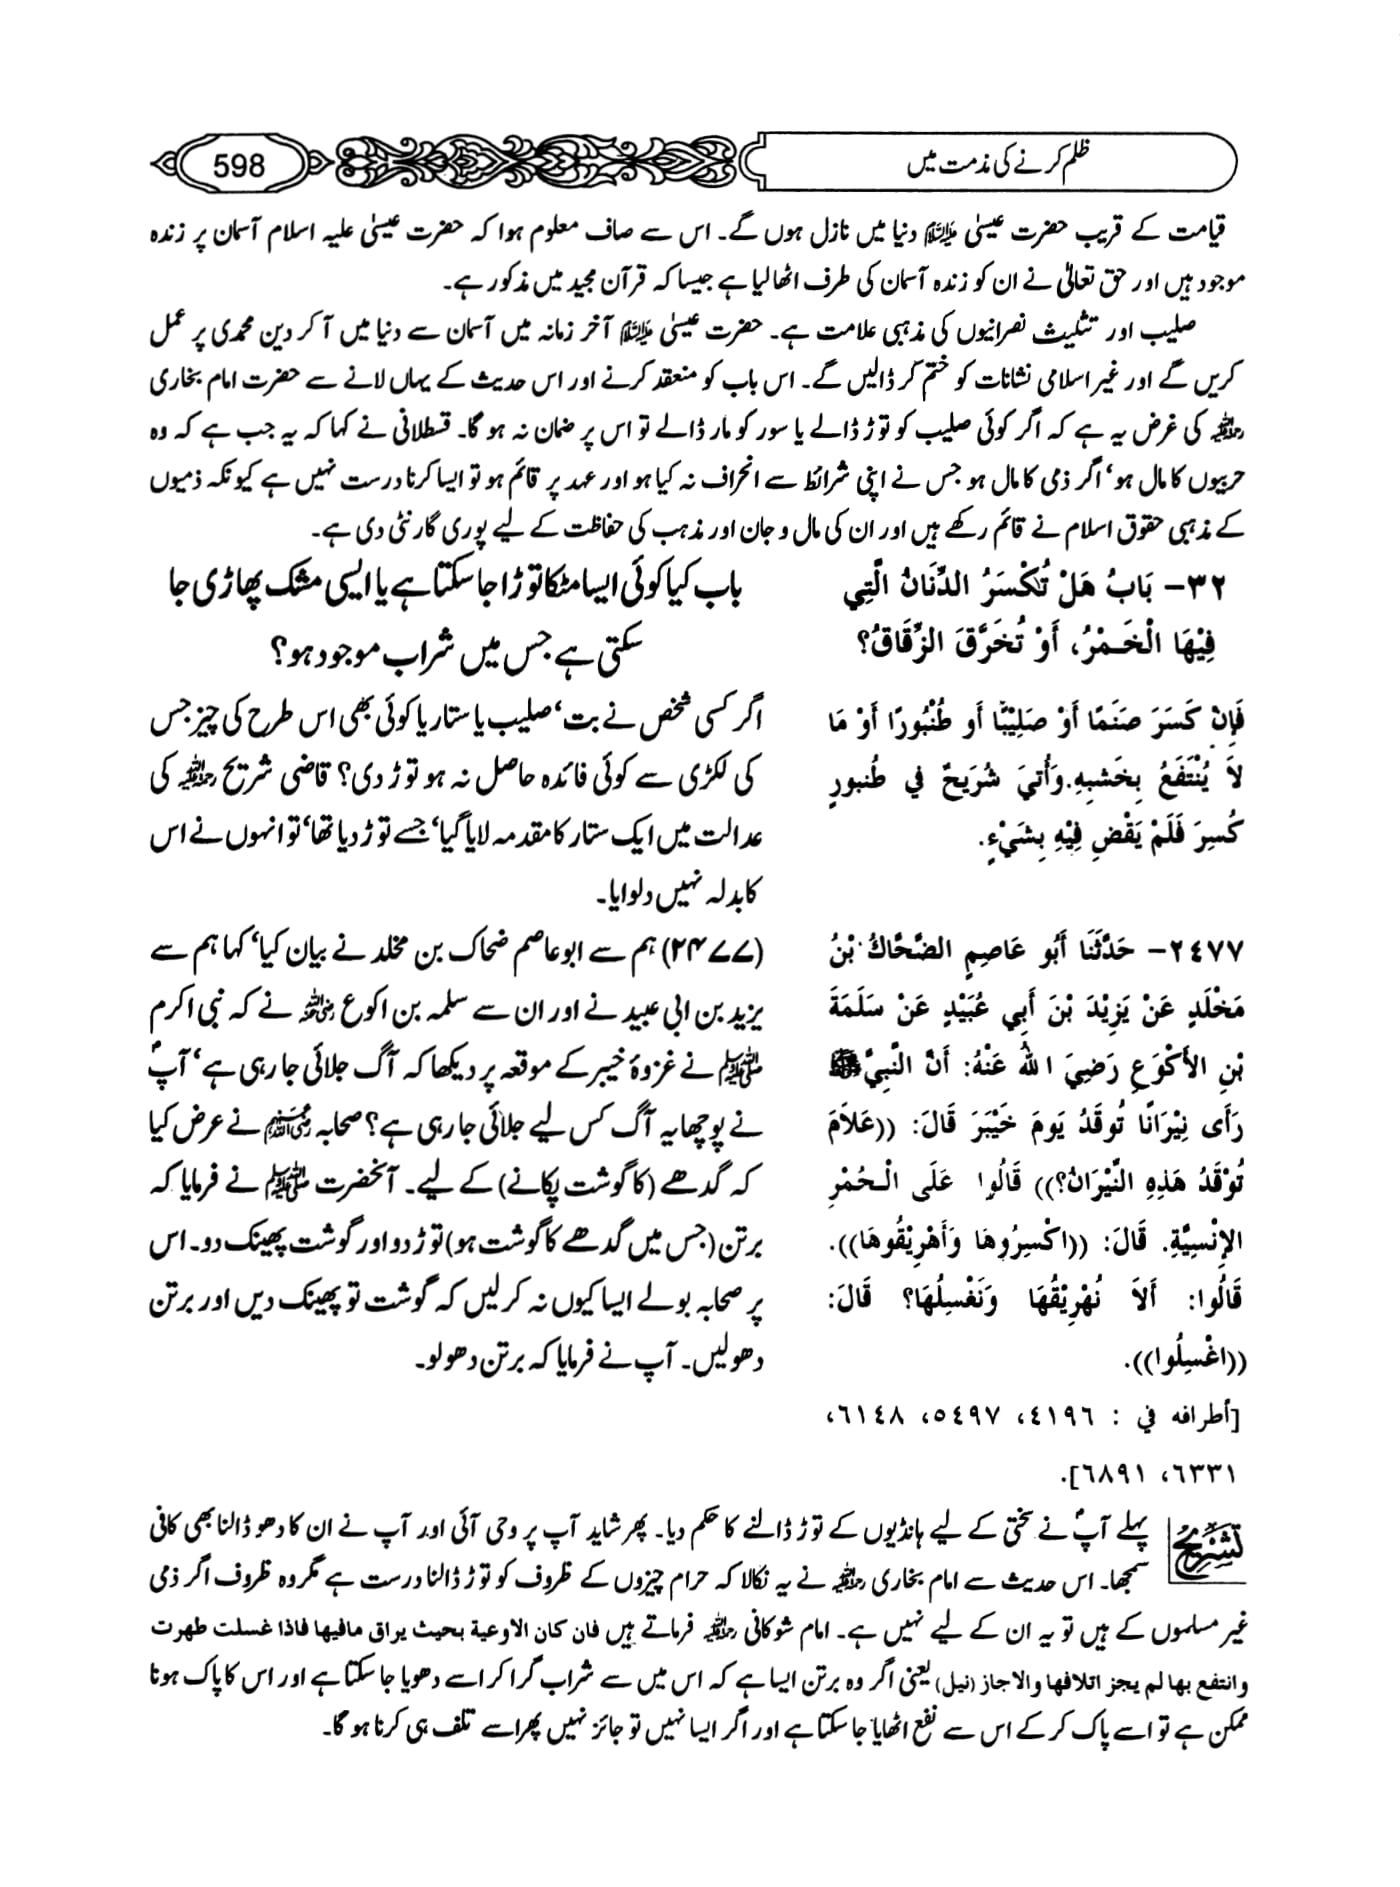 ظلم کرنے کی مذمت میں
598
قیامت کے قریب حضرت عیسیٰ علیہ السلام دنیا میں نازل ہوں گے۔ اس سے صاف معلوم ہوا کہ حضرت عیسیٰ علیہ اسلام آسمان پر زندہ
موجود ہیں اور حق تعالیٰ نے ان کو زندہ آسمان کی طرف اٹھا لیا ہے جیسا کہ قرآن مجید میں مذکور ہے۔
صلیب اور تثلیث نصرانیوں کی مذہبی علامت ہے۔ حضرت عیسیٰ علیہ السلام آخر زمانہ میں آسمان سے دنیا میں آ کر دین محمدی پر عمل
کریں گے اور غیر اسلامی نشانات کو ختم کر ڈالیں گے۔ اس باب کو منعقد کرنے اور اس حدیث کے یہاں لانے سے حضرت امام بخاری
رحمہ اللہ کی غرض یہ ہے کہ اگر کوئی صلیب کو توڑ ڈالے یا سور کو مار ڈالے تو اس پر ضمان نہ ہو گا۔ قسطلانی نے کہا کہ یہ جب ہے کہ وہ
حربیوں کا مال ہو‘ اگر ذمی کا مال ہو جس نے اپنی شرائط سے انحراف نہ کیا ہو اور عہد پر قائم ہو تو ایسا کرنا درست نہیں ہے کیونکہ ذمیوں
کے مذہبی حقوق اسلام نے قائم رکھے ہیں اور ان کی مال و جان اور مذہب کی حفاظت کے لیے پوری گارنٹی دی ہے۔
٣٢- بَابُ هَلْ تُكْسَرُ الدِّنَانُ الَّتِي
فِيْهَا الْخَمْرُ، أَوْ تُخَرَّقَ الزِّقَاقُ؟
باب کیا کوئی ایسا مٹکا توڑا جا سکتا ہے یا ایسی مشک پھاڑی جا
سکتی ہے جس میں شراب موجود ہو؟
فَإِنْ كَسَرَ صَنَمًا أَوْ صَلِيْبًا أَو طُنْبُورًا أَوْ مَا
لاَ يُنْتَفَعُ بِخَشبِهِ.وَأُتِيَ شُرَيحٌ في طُنبورٍ
كُسِرَ فَلَمْ يَقْضِ فِيْهِ بِشَيْءٍ.
اگر کسی شخص نے بت‘ صلیب یا ستار یا کوئی بھی اس طرح کی چیز جس
کی لکڑی سے کوئی فائدہ حاصل نہ ہو توڑ دی؟ قاضی شریح رحمہ اللہ کی
عدالت میں ایک ستار کا مقدمہ لایا گیا‘ جسے توڑ دیا تھا‘ تو انہوں نے اس
کا بدلہ نہیں دلوایا۔
٢٤٧٧- حَدَّثَنَا أَبُو عَاصِمٍ الضَّحَّاكُ بْنُ
مَخْلَدٍ عَنْ يَزِيْدَ بْنَ أَبِي عُبَيْدٍ عَنْ سَلَمَةَ
بْنِ الأَكْوَعِ رَضِيَ اللهُ عَنْهُ: أَنَّ النَّبِيَّ ﷺ
رَأَى نِيْرَانًا تُوقَدُ يَومَ خَيْبَرَ قَالَ: ((عَلاَمَ
تُوْقَدُ هَذِهِ النَّيْرَانُ؟)) قَالُوا عَلَى الْحُمْرِ
الإِنْسِيَّةِ. قَالَ: ((اكْسِرُوهَا وَأَهْرِيْقُوهَا)).
قَالُوا: أَلاَ نُهْرِيْقُهَا وَنَغْسِلُهَا؟ قَالَ:
((اغْسِلُوا)).
[أطرافه في : ٤١٩٦، ٥٤٩٧، ٦١٤٨،
٦٣٣١، ٦٨٩١].
(۲۴۷۷) ہم سے ابو عاصم ضحاک بن مخلد نے بیان کیا‘ کہا ہم سے
یزید بن ابی عبید نے اور ان سے سلمہ بن اکوع رضی اللہ عنہ نے کہ نبی اکرم
صلی اللہ علیہ وسلم نے غزوۂ خیبر کے موقعہ پر دیکھا کہ آگ جلائی جا رہی ہے‘ آپؐ
نے پوچھا یہ آگ کس لیے جلائی جا رہی ہے؟ صحابہ رضی اللہ عنہم نے عرض کیا
کہ گدھے (کا گوشت پکانے) کے لیے۔ آنحضرت صلی اللہ علیہ وسلم نے فرمایا کہ
برتن (جس میں گدھے کا گوشت ہو) توڑ دو اور گوشت پھینک دو۔ اس
پر صحابہ بولے ایسا کیوں نہ کر لیں کہ گوشت تو پھینک دیں اور برتن
دھو لیں۔ آپ نے فرمایا کہ برتن دھولو۔
تشریح پہلے آپؐ نے سختی کے لیے ہانڈیوں کے توڑ ڈالنے کا حکم دیا۔ پھر شاید آپ پر وحی آئی اور آپ نے ان کا دھو ڈالنا بھی کافی
سمجھا۔ اس حدیث سے امام بخاری رحمہ اللہ نے یہ نکالا کہ حرام چیزوں کے ظروف کو توڑ ڈالنا درست ہے مگر وہ ظروف اگر ذمی
غیر مسلموں کے ہیں تو یہ ان کے لیے نہیں ہے۔ امام شوکانی رحمہ اللہ فرماتے ہیں فان کان الاوعیة بحیث یراق مافیها فاذا غسلت طهرت
وانتفع بها لم یجز اتلافها والا جاز (نیل) یعنی اگر وہ برتن ایسا ہے کہ اس میں سے شراب گرا کر اسے دھویا جا سکتا ہے اور اس کا پاک ہونا
ممکن ہے تو اسے پاک کر کے اس سے نفع اٹھایا جا سکتا ہے اور اگر ایسا نہیں تو جائز نہیں پھر اسے تلف ہی کرنا ہو گا۔